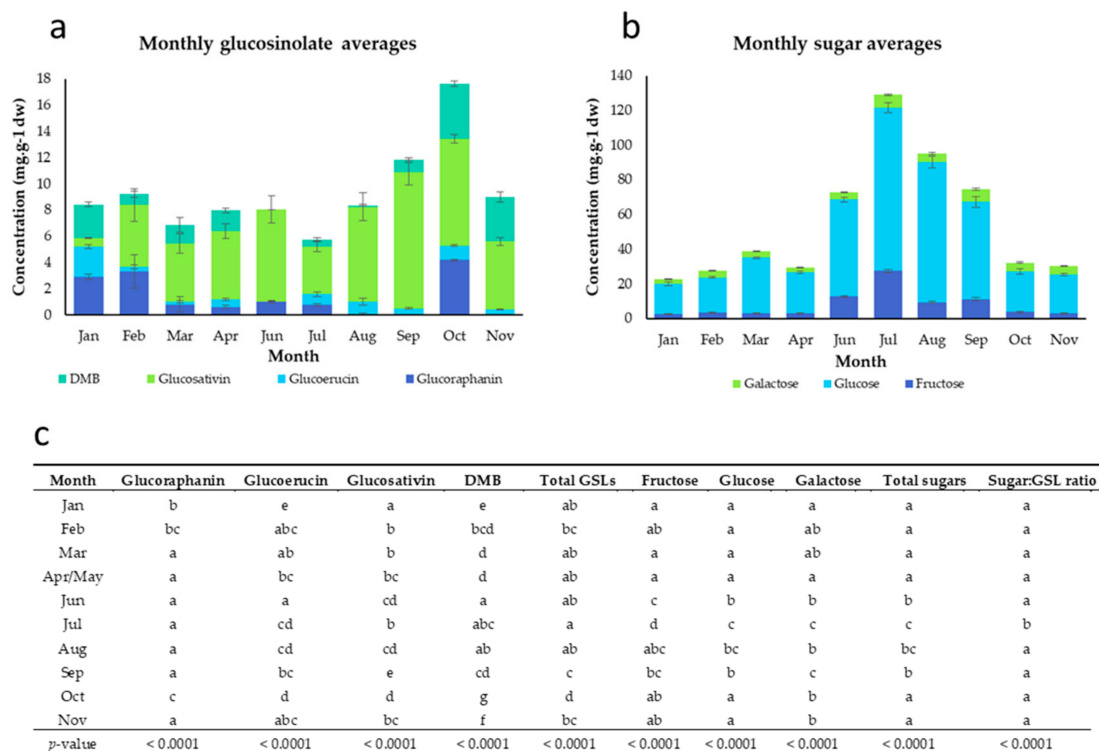 a
Monthly glucosinolate averages
Concentration (mg.g-1 dw)
18
16
14
12
10
8
6
4
2
0
Jan Feb Mar Apr Jun Jul Aug Sep Oct Nov
Month
DMB Glucosativin Glucoerucin Glucoraphanin
b
Monthly sugar averages
Concentration (mg.g-1 dw)
140
120
100
80
60
40
20
0
Jan Feb Mar Apr Jun Jul Aug Sep Oct Nov
Month
Galactose Glucose Fructose
c
Month Glucoraphanin Glucoerucin Glucosativin DMB Total GSLs Fructose Glucose Galactose Total sugars Sugar:GSL ratio
Jan b e a e ab a a a a a
Feb bc abc b bcd bc ab a ab a a
Mar a ab b d ab a a ab a a
Apr/May a bc bc d ab a a a a a
Jun a a cd a ab c b b b a
Jul a cd b abc a d c c c b
Aug a cd cd ab ab abc bc b bc a
Sep a bc e cd c bc b c b a
Oct c d d g d ab a b a a
Nov a abc bc f bc ab a b a a
p-value < 0.0001 < 0.0001 < 0.0001 < 0.0001 < 0.0001 < 0.0001 < 0.0001 < 0.0001 < 0.0001 < 0.0001